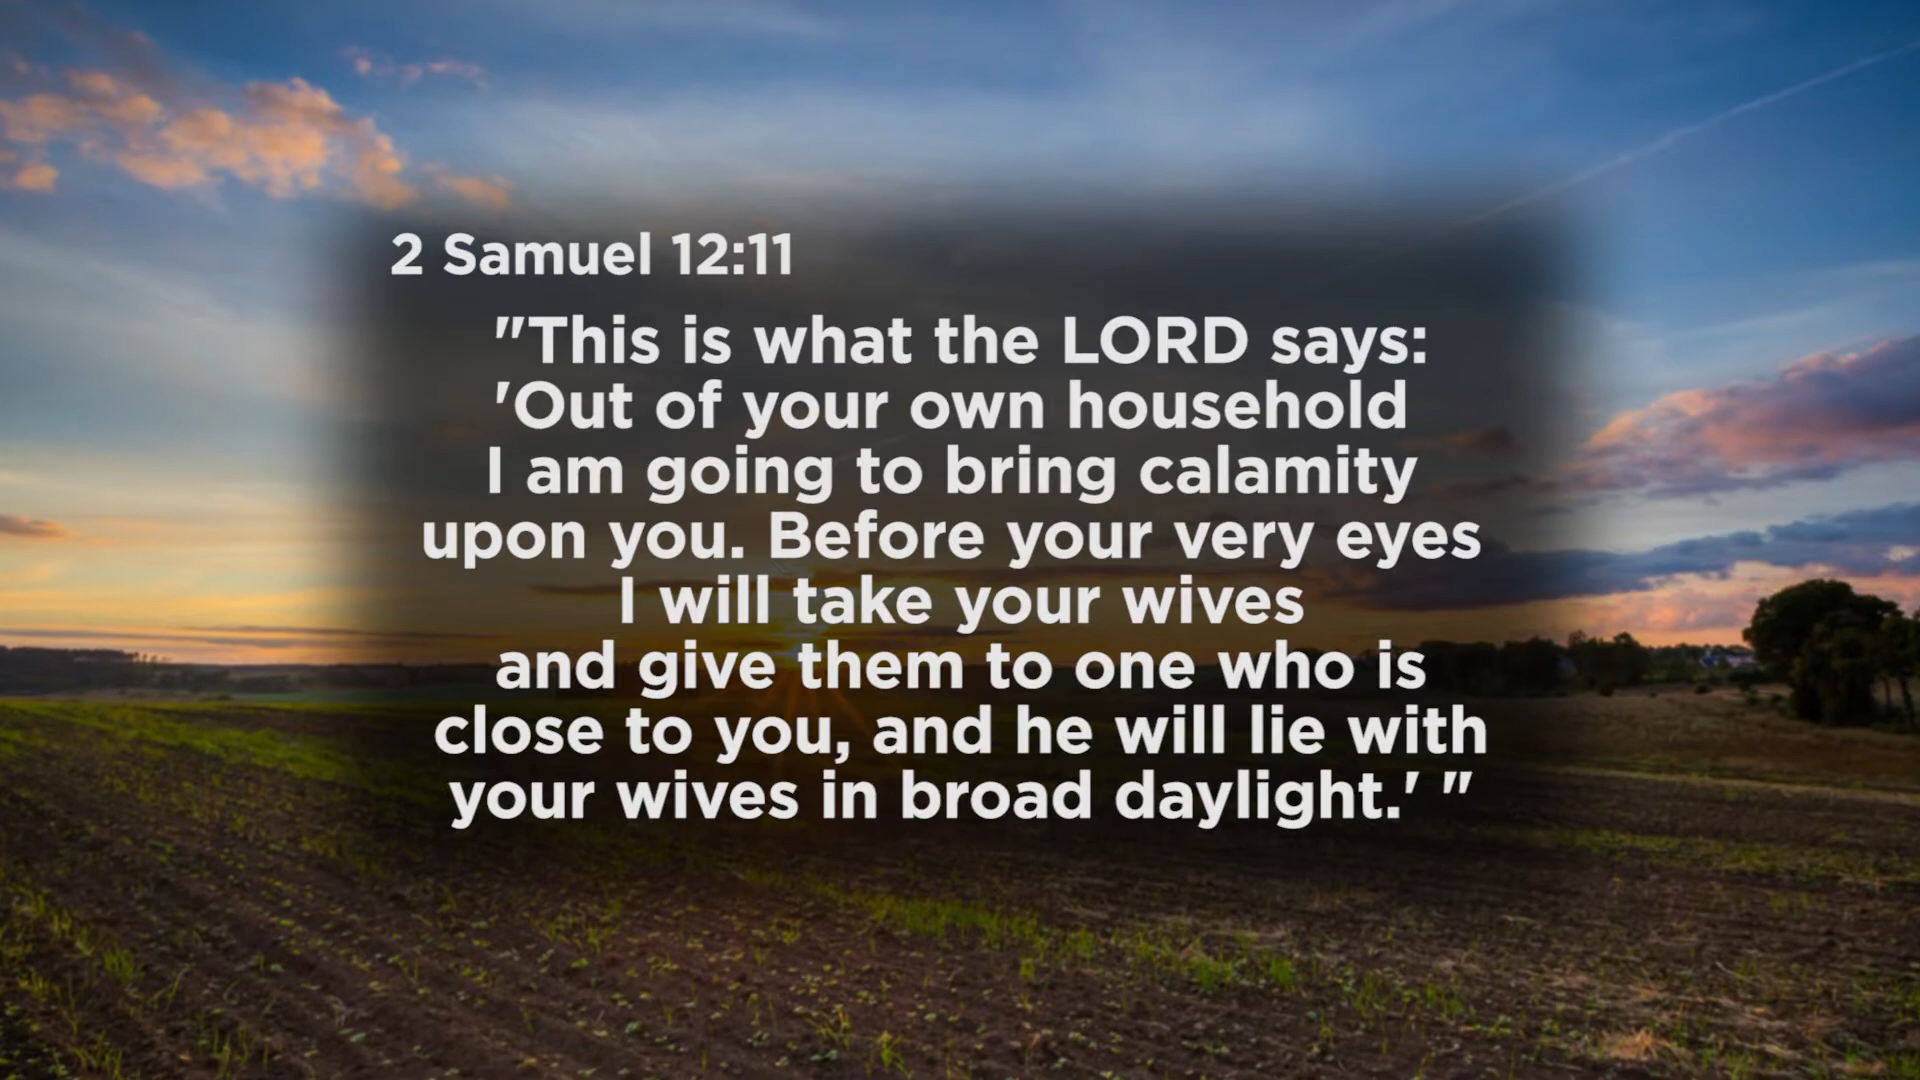 2 Samuel 12:11
"This is what the LORD says:
'Out of your own household
I am going to bring calamity
upon you. Before your very eyes
I will take your wives
and give them to one who is
close to you, and he will lie with
your wives in broad daylight.' "